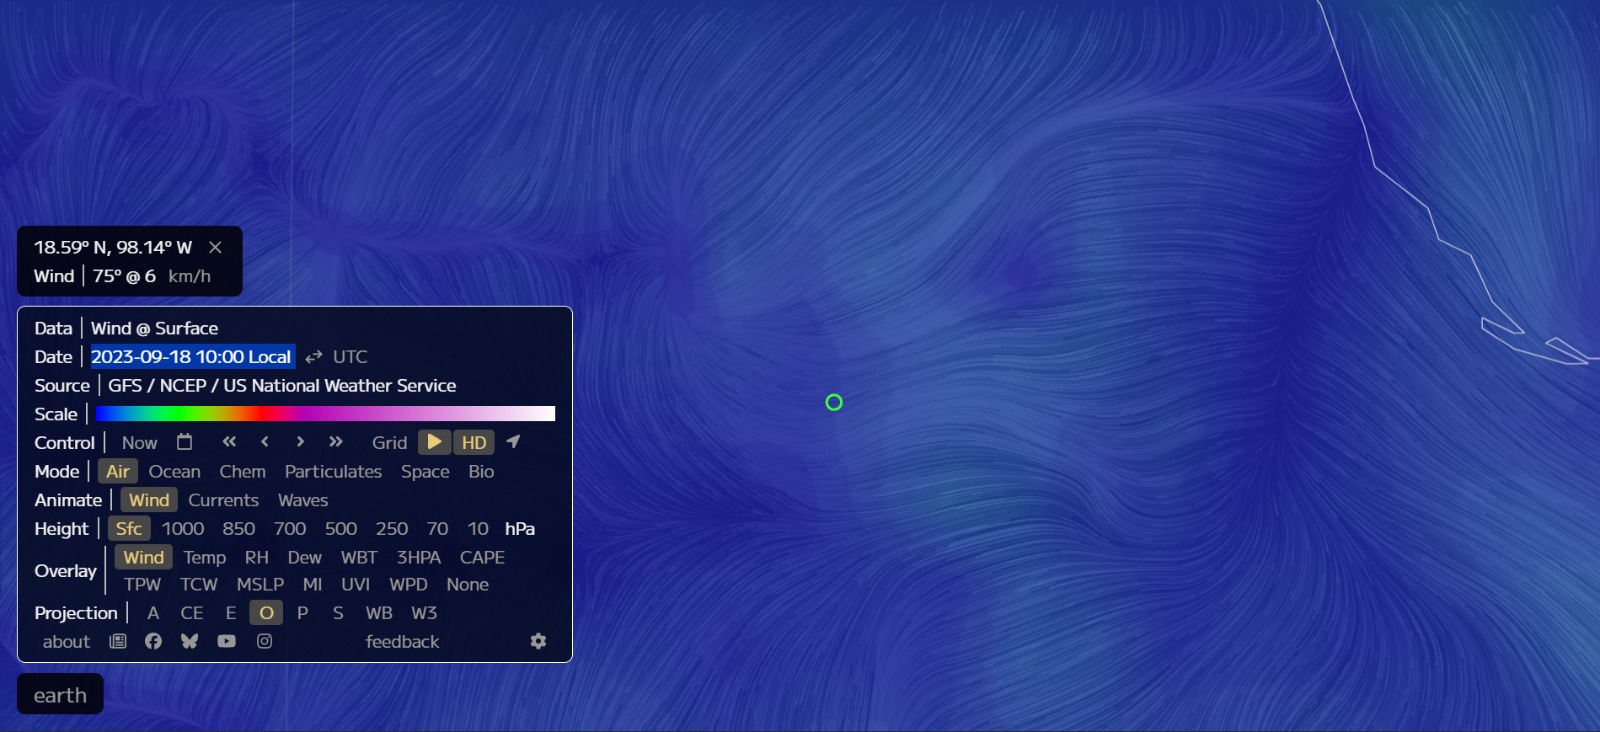 18.59° N, 98.14° W ×
Wind | 75° @ 6 km/h
Data | Wind @ Surface
Date | 2023-09-18 10:00 Local ⇄ UTC
Source | GFS / NCEP / US National Weather Service
Scale |
Control | Now « ‹ › » Grid HD
Mode | Air Ocean Chem Particulates Space Bio
Animate | Wind Currents Waves
Height | Sfc 1000 850 700 500 250 70 10 hPa
Overlay | Wind Temp RH Dew WBT 3HPA CAPE
TPW TCW MSLP MI UVI WPD None
Projection | A CE E O P S WB W3
about feedback
earth